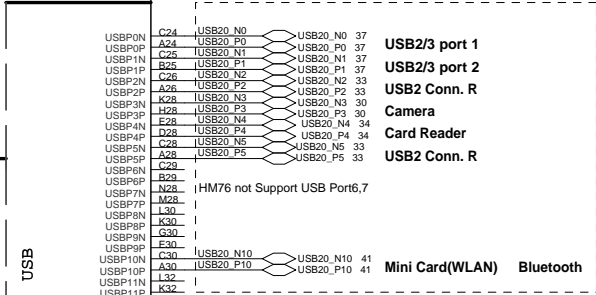 USBP0N C24 USB20_N0 USB20_N0 37
USBP0P A24 USB20_P0 USB20_P0 37 USB2/3 port 1
USBP1N C25 USB20_N1 USB20_N1 37
USBP1P B25 USB20_P1 USB20_P1 37 USB2/3 port 2
USBP2N C26 USB20_N2 USB20_N2 33
USBP2P A26 USB20_P2 USB20_P2 33 USB2 Conn. R
USBP3N K28 USB20_N3 USB20_N3 30
USBP3P H28 USB20_P3 USB20_P3 30 Camera
USBP4N E28 USB20_N4 USB20_N4 34
USBP4P D28 USB20_P4 USB20_P4 34 Card Reader
USBP5N C28 USB20_N5 USB20_N5 33
USBP5P A28 USB20_P5 USB20_P5 33 USB2 Conn. R
USBP6N C29
USBP6P B29
USBP7N N28 HM76 not Support USB Port6,7
USBP7P M28
USBP8N L30
USBP8P K30
USBP9N G30
USBP9P E30
USBP10N C30 USB20_N10 USB20_N10 41
USBP10P A30 USB20_P10 USB20_P10 41 Mini Card(WLAN) Bluetooth
USBP11N L32
USBP11P K32
USB